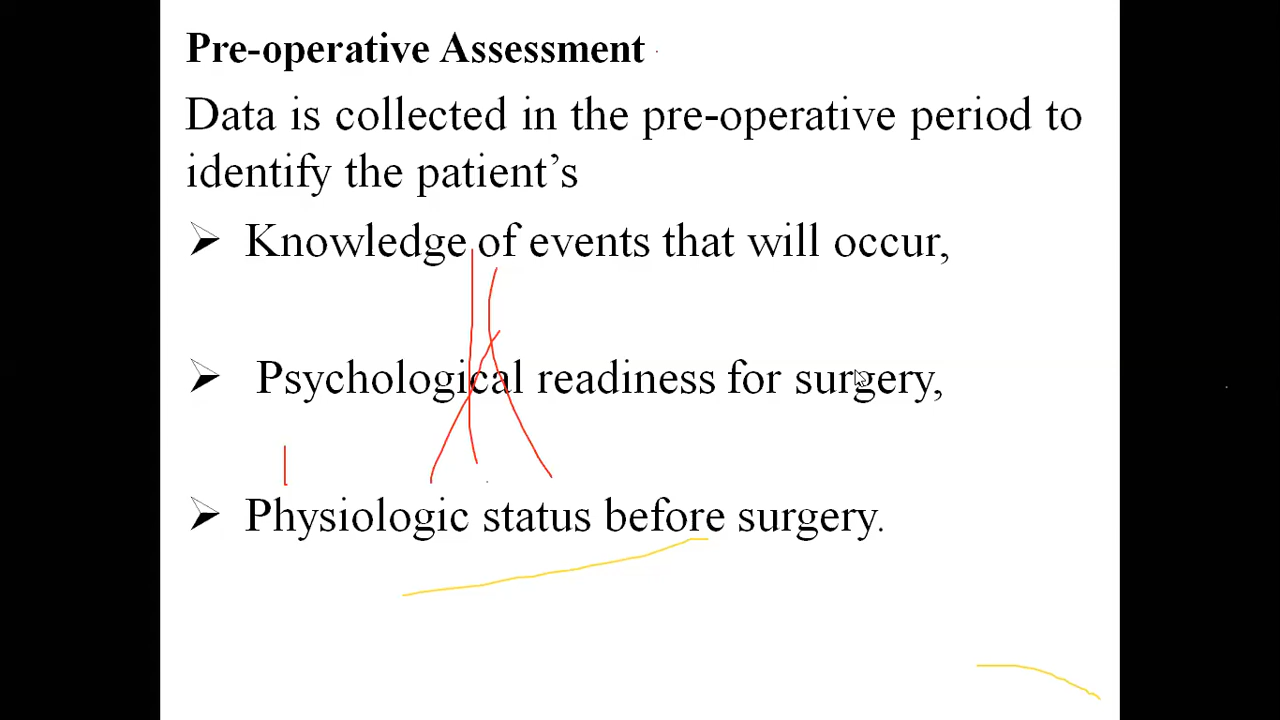 Pre-operative Assessment
Data is collected in the pre-operative period to
identify the patient’s
➢ Knowledge of events that will occur,
➢ Psychological readiness for surgery,
➢ Physiologic status before surgery.